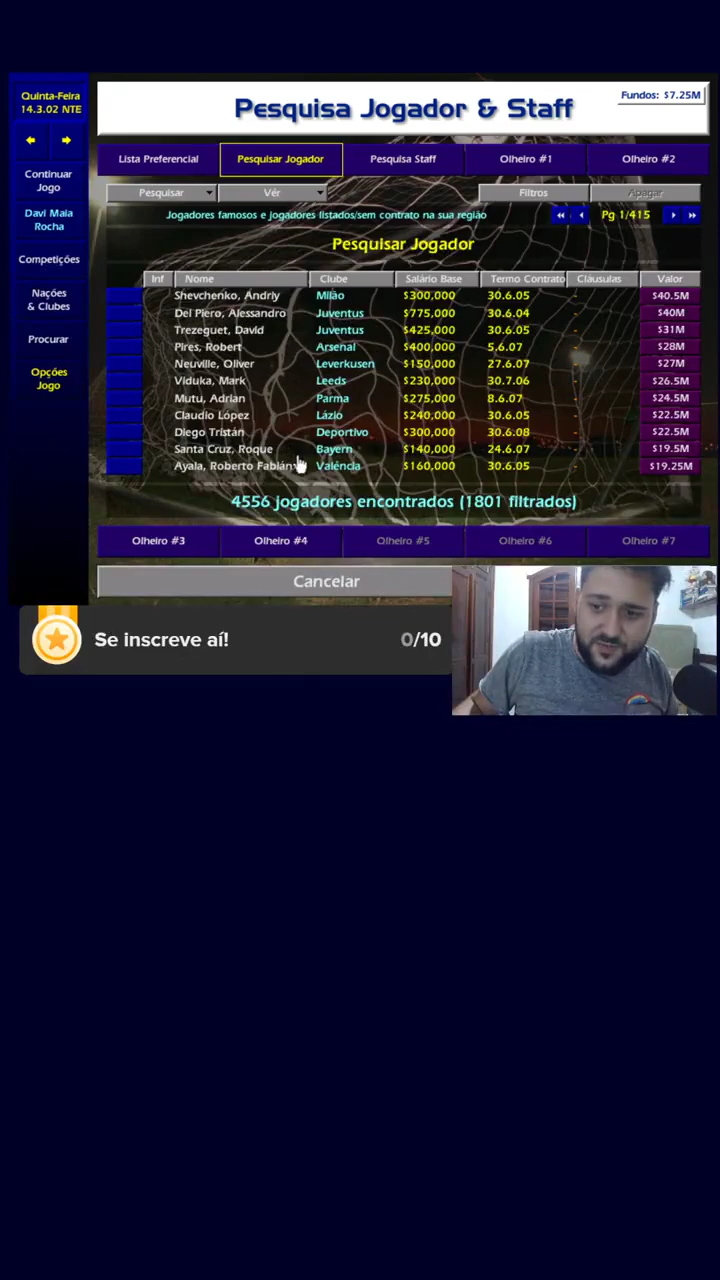 Quinta-Feira
14.3.02 NTE
Continuar
Jogo
Davi Maia
Rocha
Competições
Nações
& Clubes
Procurar
Opções
Jogo
Pesquisa Jogador & Staff
Fundos: $7.25M
Lista Preferencial Pesquisar Jogador Pesquisa Staff Olheiro #1 Olheiro #2
Pesquisar Vêr Filtros Apagar
Jogadores famosos e jogadores listados/sem contrato na sua região Pg 1/415
Pesquisar Jogador
Inf Nome Clube Salário Base Termo Contrato Cláusulas Valor
Shevchenko, Andriy Milão $300,000 30.6.05 - $40.5M
Del Piero, Alessandro Juventus $775,000 30.6.04 - $40M
Trezeguet, David Juventus $425,000 30.6.05 - $31M
Pires, Robert Arsenal $400,000 5.6.07 - $28M
Neuville, Oliver Leverkusen $150,000 27.6.07 - $27M
Viduka, Mark Leeds $230,000 30.7.06 - $26.5M
Mutu, Adrian Parma $275,000 8.6.07 - $24.5M
Claudio López Lázio $240,000 30.6.05 - $22.5M
Diego Tristán Deportivo $300,000 30.6.08 - $22.5M
Santa Cruz, Roque Bayern $140,000 24.6.07 - $19.5M
Ayala, Roberto Fabián Valência $160,000 30.6.05 - $19.25M
4556 jogadores encontrados (1801 filtrados)
Olheiro #3 Olheiro #4 Olheiro #5 Olheiro #6 Olheiro #7
Cancelar
Se inscreve aí! 0/10